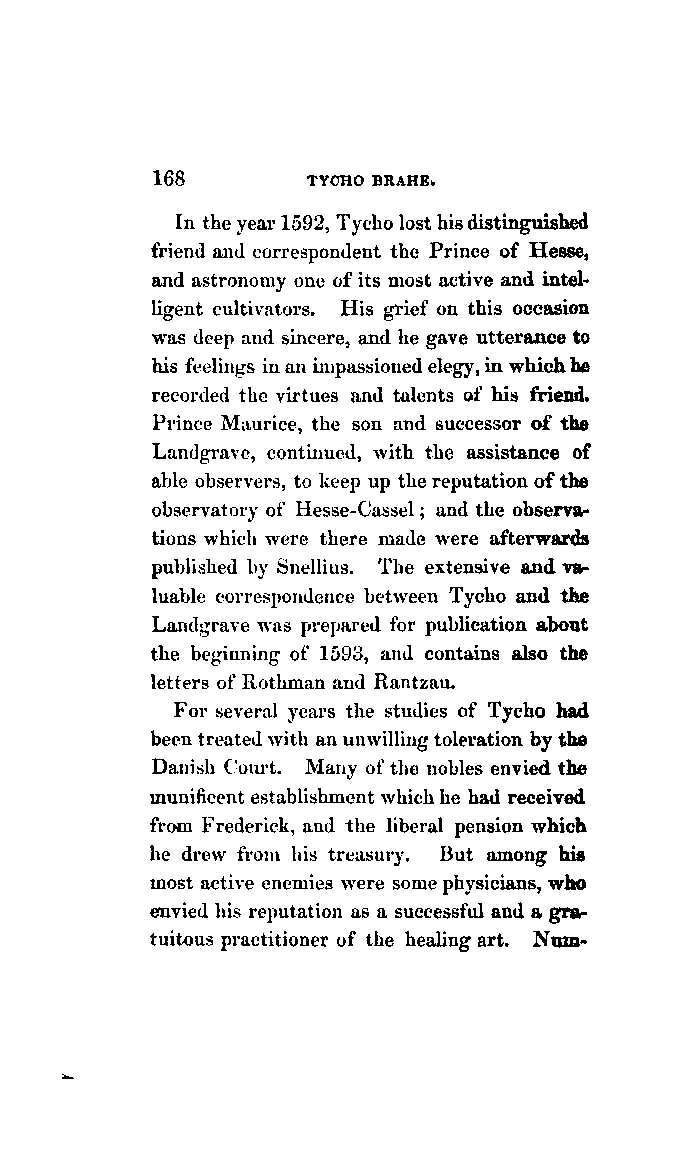 168 TYCHO BRAHE.
In the year 1592, Tycho lost his distinguished
friend and correspondent the Prince of Hesse,
and astronomy one of its most active and intel-
ligent cultivators. His grief on this occasion
was deep and sincere, and he gave utterance to
his feelings in an impassioned elegy, in which he
recorded the virtues and talents of his friend.
Prince Maurice, the son and successor of the
Landgrave, continued, with the assistance of
able observers, to keep up the reputation of the
observatory of Hesse-Cassel; and the observa-
tions which were there made were afterwards
published by Snellius. The extensive and va-
luable correspondence between Tycho and the
Landgrave was prepared for publication about
the beginning of 1593, and contains also the
letters of Rothman and Rantzau.
For several years the studies of Tycho had
been treated with an unwilling toleration by the
Danish Court. Many of the nobles envied the
munificent establishment which he had received
from Frederick, and the liberal pension which
he drew from his treasury. But among his
most active enemies were some physicians, who
envied his reputation as a successful and a gra-
tuitous practitioner of the healing art. Num-